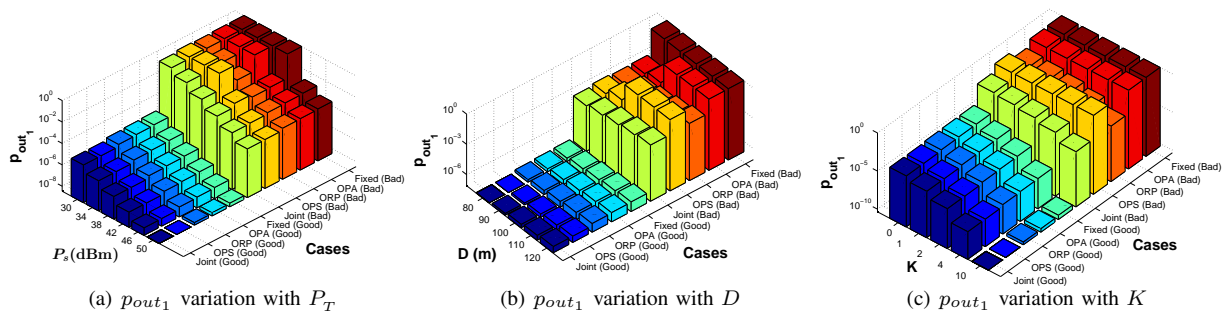 10^0
10^-2
10^-4
10^-6
10^-8
p_out_1
30
34
38
42
46
50
P_s(dBm)
Fixed (Bad)
OPA (Bad)
ORP (Bad)
OPS (Bad)
Joint (Bad)
Fixed (Good)
OPA (Good)
ORP (Good)
OPS (Good)
Joint (Good)
Cases
(a) p_out_1 variation with P_T
10^0
10^-3
10^-6
p_out_1
80
90
100
110
120
D (m)
Fixed (Bad)
OPA (Bad)
ORP (Bad)
OPS (Bad)
Joint (Bad)
Fixed (Good)
OPA (Good)
ORP (Good)
OPS (Good)
Joint (Good)
Cases
(b) p_out_1 variation with D
10^0
10^-5
10^-10
p_out_1
0
1
2
4
10
K
Fixed (Bad)
OPA (Bad)
ORP (Bad)
OPS (Bad)
Joint (Bad)
Fixed (Good)
OPA (Good)
ORP (Good)
OPS (Good)
Joint (Good)
Cases
(c) p_out_1 variation with K